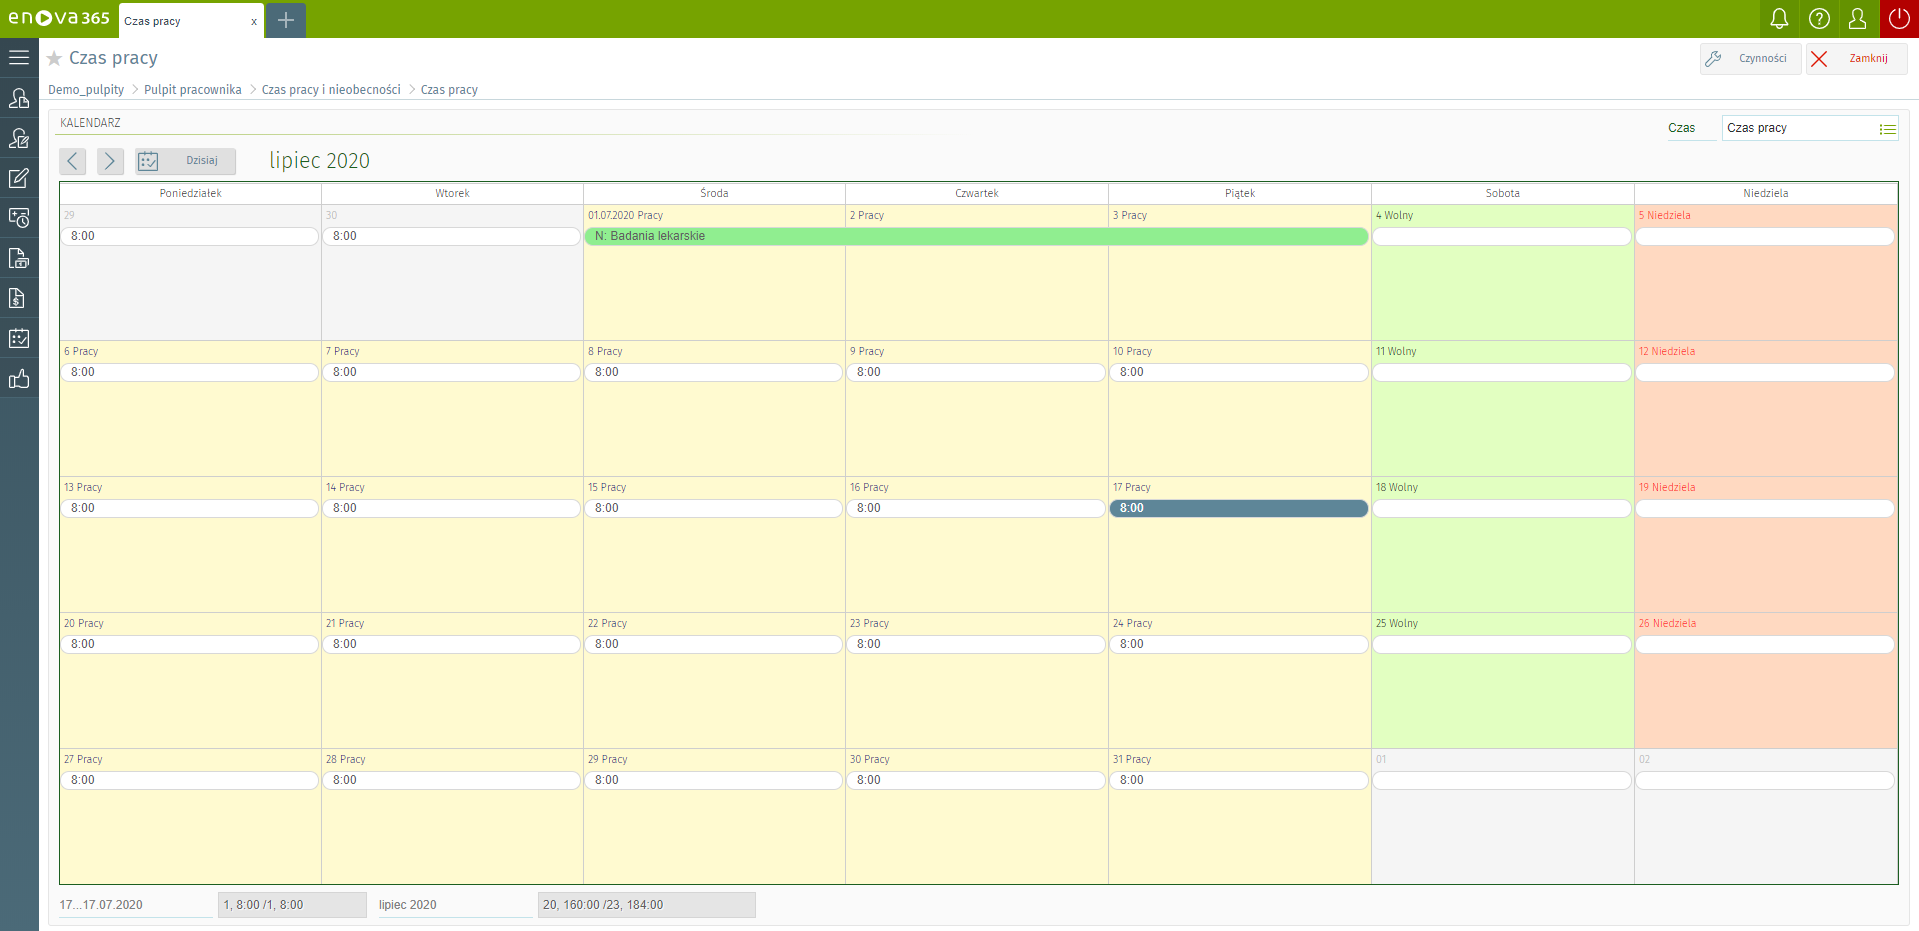 enova365
Czas pracy x
Czas pracy
Czynności
Zamknij
Demo_pulpity Pulpit pracownika Czas pracy i nieobecności Czas pracy
KALENDARZ
Czas Czas pracy
Dzisiaj lipiec 2020
Poniedziałek Wtorek Środa Czwartek Piątek Sobota Niedziela
29 30 01.07.2020 Pracy 2 Pracy 3 Pracy 4 Wolny 5 Niedziela
8:00 8:00 N: Badania lekarskie
6 Pracy 7 Pracy 8 Pracy 9 Pracy 10 Pracy 11 Wolny 12 Niedziela
8:00 8:00 8:00 8:00 8:00
13 Pracy 14 Pracy 15 Pracy 16 Pracy 17 Pracy 18 Wolny 19 Niedziela
8:00 8:00 8:00 8:00 8:00
20 Pracy 21 Pracy 22 Pracy 23 Pracy 24 Pracy 25 Wolny 26 Niedziela
8:00 8:00 8:00 8:00 8:00
27 Pracy 28 Pracy 29 Pracy 30 Pracy 31 Pracy 01 02
8:00 8:00 8:00 8:00 8:00
17...17.07.2020 1, 8:00 /1, 8:00 lipiec 2020 20, 160:00 /23, 184:00